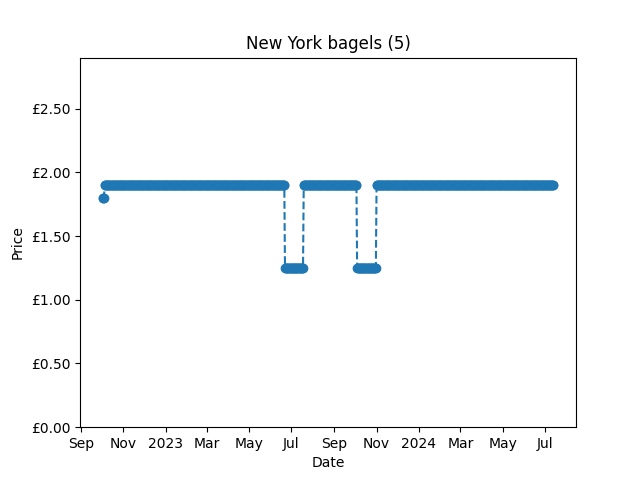 New York bagels (5)
£2.50
£2.00
£1.50
£1.00
£0.50
£0.00
Price
Sep Nov 2023 Mar May Jul Sep Nov 2024 Mar May Jul
Date